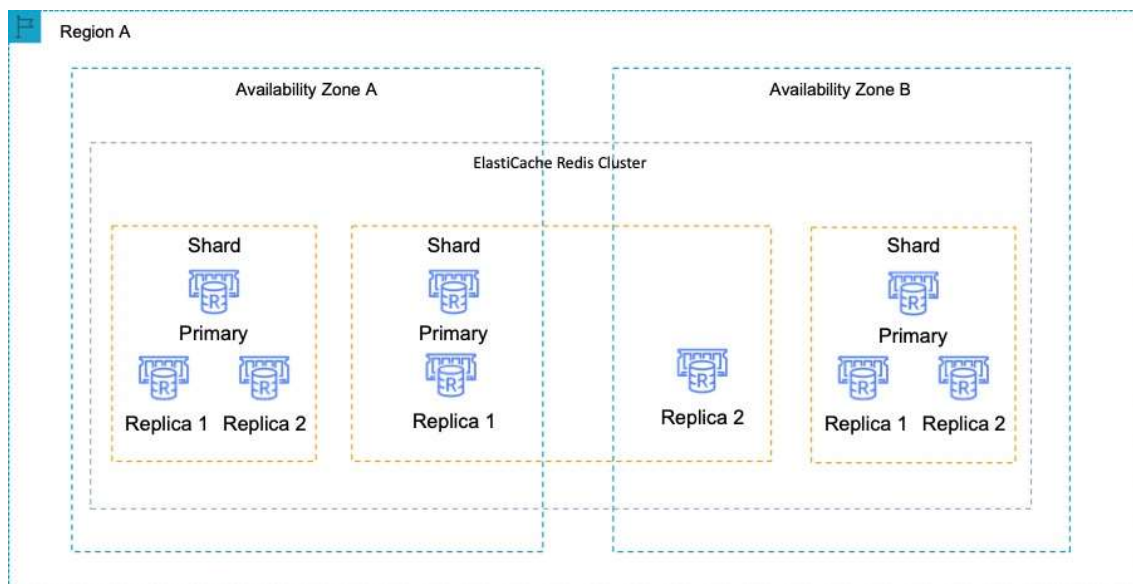 Region A
Availability Zone A
Availability Zone B
ElastiCache Redis Cluster
Shard
R
Primary
R
R
Replica 1
Replica 2
Shard
R
Primary
R
Replica 1
R
Replica 2
Shard
R
Primary
R
R
Replica 1
Replica 2